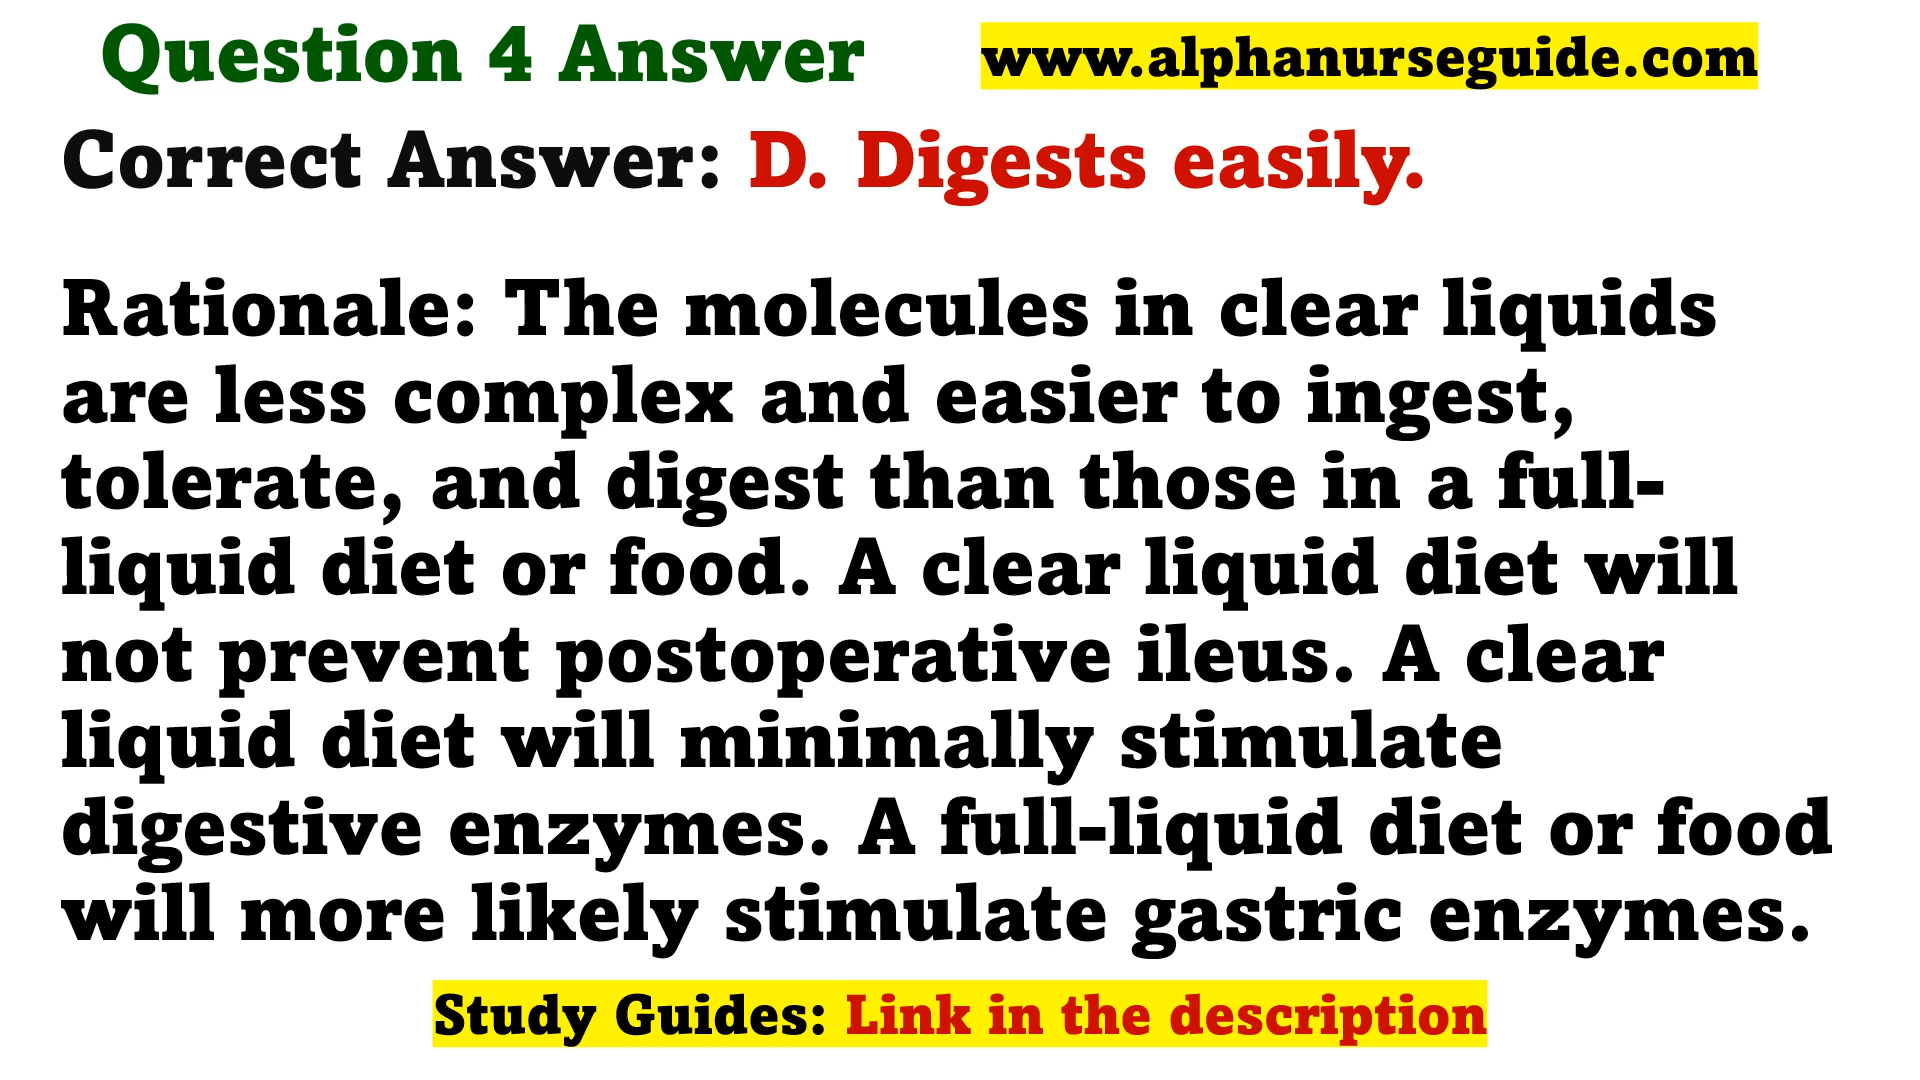 Question 4 Answer
www.alphanurseguide.com
Correct Answer: D. Digests easily.
Rationale: The molecules in clear liquids
are less complex and easier to ingest,
tolerate, and digest than those in a full-
liquid diet or food. A clear liquid diet will
not prevent postoperative ileus. A clear
liquid diet will minimally stimulate
digestive enzymes. A full-liquid diet or food
will more likely stimulate gastric enzymes.
Study Guides: Link in the description